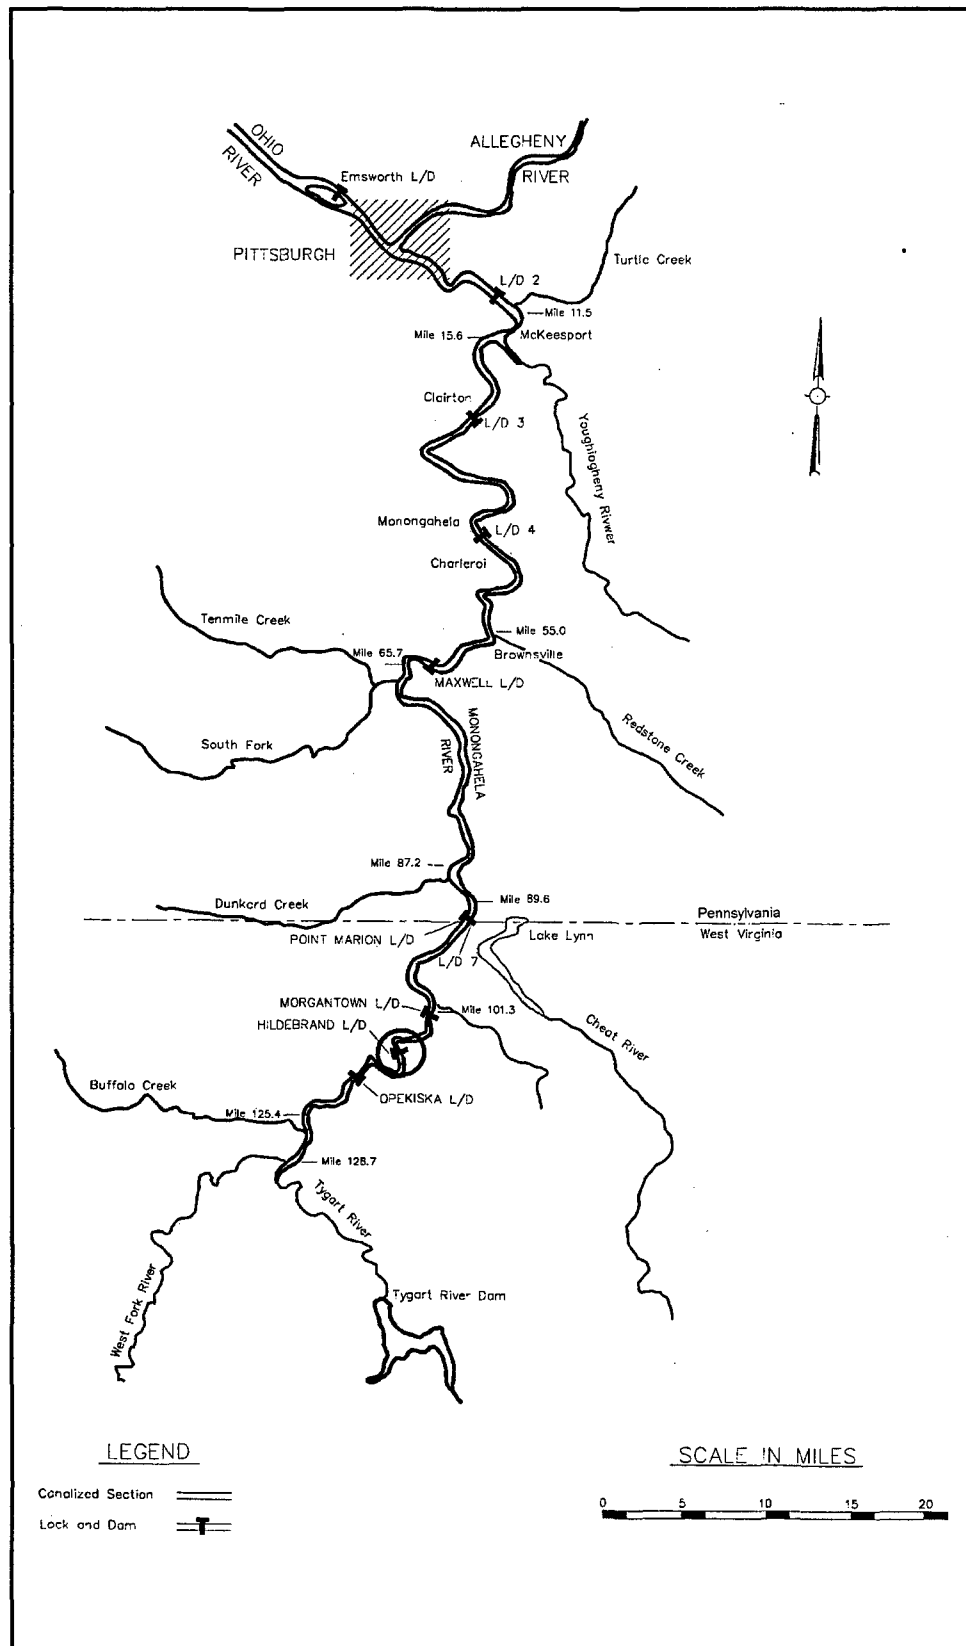 OHIO
RIVER
ALLEGHENY
RIVER
Emsworth L/D
PITTSBURGH
Turtle Creek
L/D 2
Mile 11.5
Mile 15.6
McKeesport
Clairton
L/D 3
Youghiogheny Rivwer
Monongahela
L/D 4
Charleroi
Tenmile Creek
Mile 55.0
Mile 65.7
Brownsville
MAXWELL L/D
South Fork
MONONGAHELA
RIVER
Redstone Creek
Mile 87.2
Mile 89.6
Dunkard Creek
Pennsylvania
West Virginia
POINT MARION L/D
Lake Lynn
L/D 7
MORGANTOWN L/D
Mile 101.3
HILDEBRAND L/D
Cheat River
Buffalo Creek
OPEKISKA L/D
Mile 125.4
Mile 128.7
Tygart River
West Fork River
Tygart River Dam
LEGEND
SCALE IN MILES
Canalized Section
Lock and Dam
0 5 10 15 20